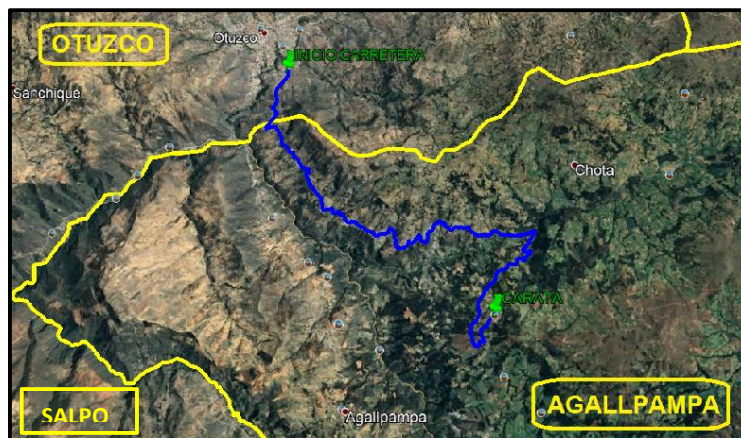 OTUZCO
Otuzco
INICIO CARRETERA
Sanchique
Chota
CARATA
SALPO
Agallpampa
AGALLPAMPA